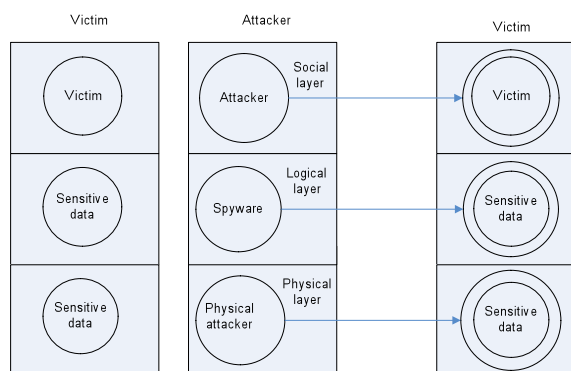 Victim
Attacker
Victim
Victim
Attacker
Social
layer
Victim
Sensitive
data
Spyware
Logical
layer
Sensitive
data
Sensitive
data
Physical
attacker
Physical
layer
Sensitive
data